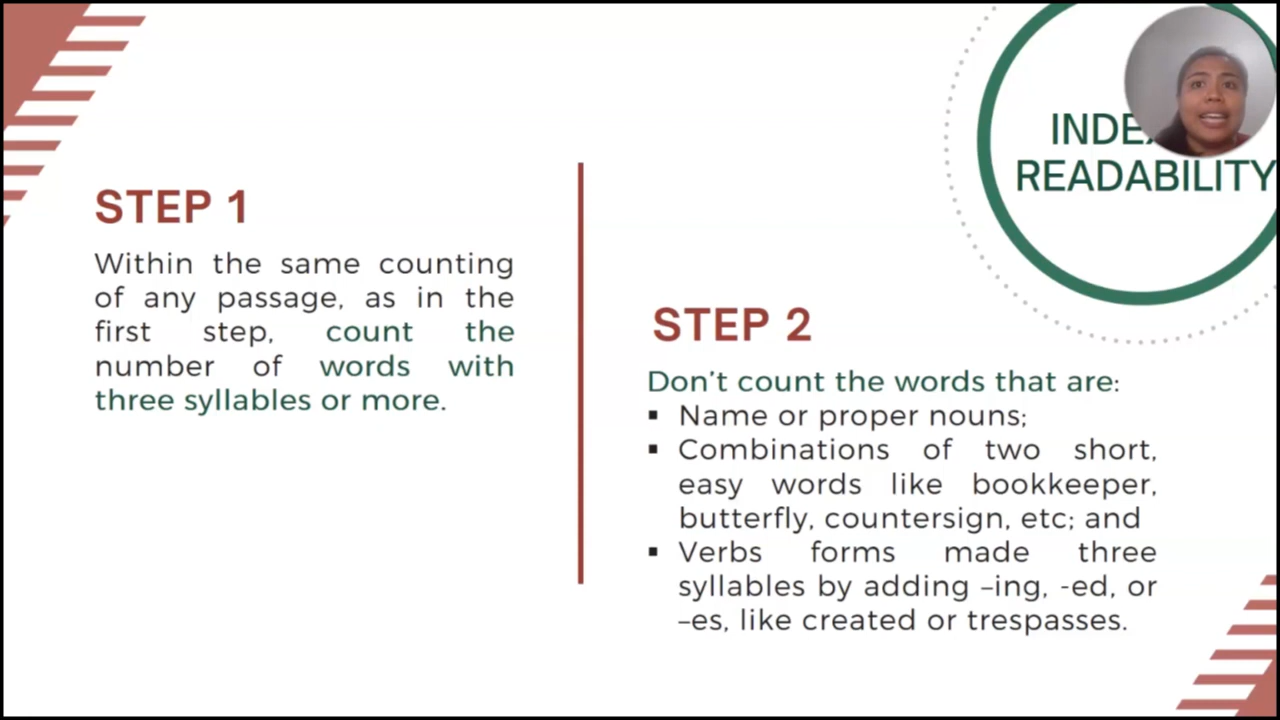 INDEX
READABILITY
STEP 1
Within the same counting
of any passage, as in the
first step, count the
number of words with
three syllables or more.
STEP 2
Don't count the words that are:
▪ Name or proper nouns;
▪ Combinations of two short,
easy words like bookkeeper,
butterfly, countersign, etc; and
▪ Verbs forms made three
syllables by adding –ing, -ed, or
–es, like created or trespasses.